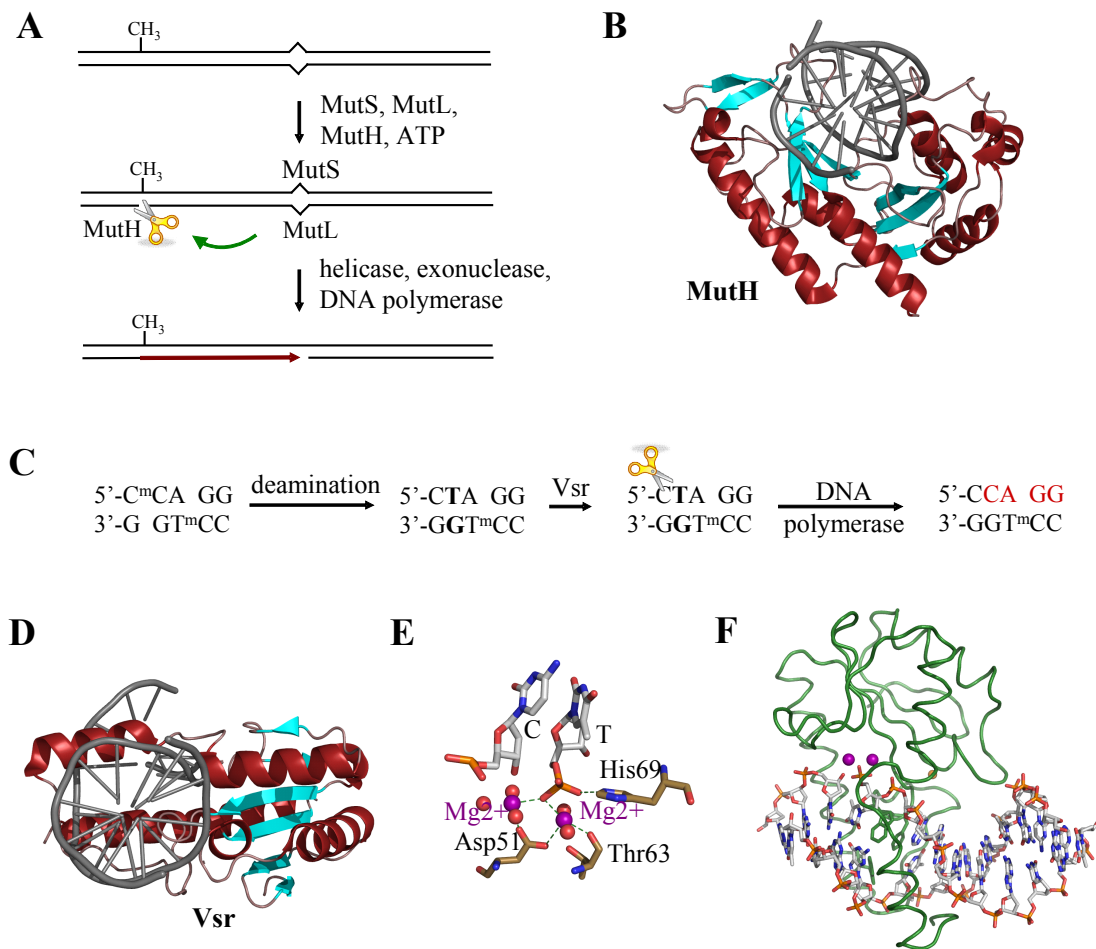 A
CH3
MutS, MutL,
MutH, ATP
CH3
MutS
MutH
MutL
helicase, exonuclease,
DNA polymerase
CH3
B
MutH
C
5’-CmCA GG
3’-G GTmCC
deamination
5’-CTA GG
3’-GGTmCC
Vsr
5’-CTA GG
3’-GGTmCC
DNA
polymerase
5’-CCA GG
3’-GGTmCC
D
Vsr
E
C
T
His69
Mg2+
Mg2+
Asp51
Thr63
F